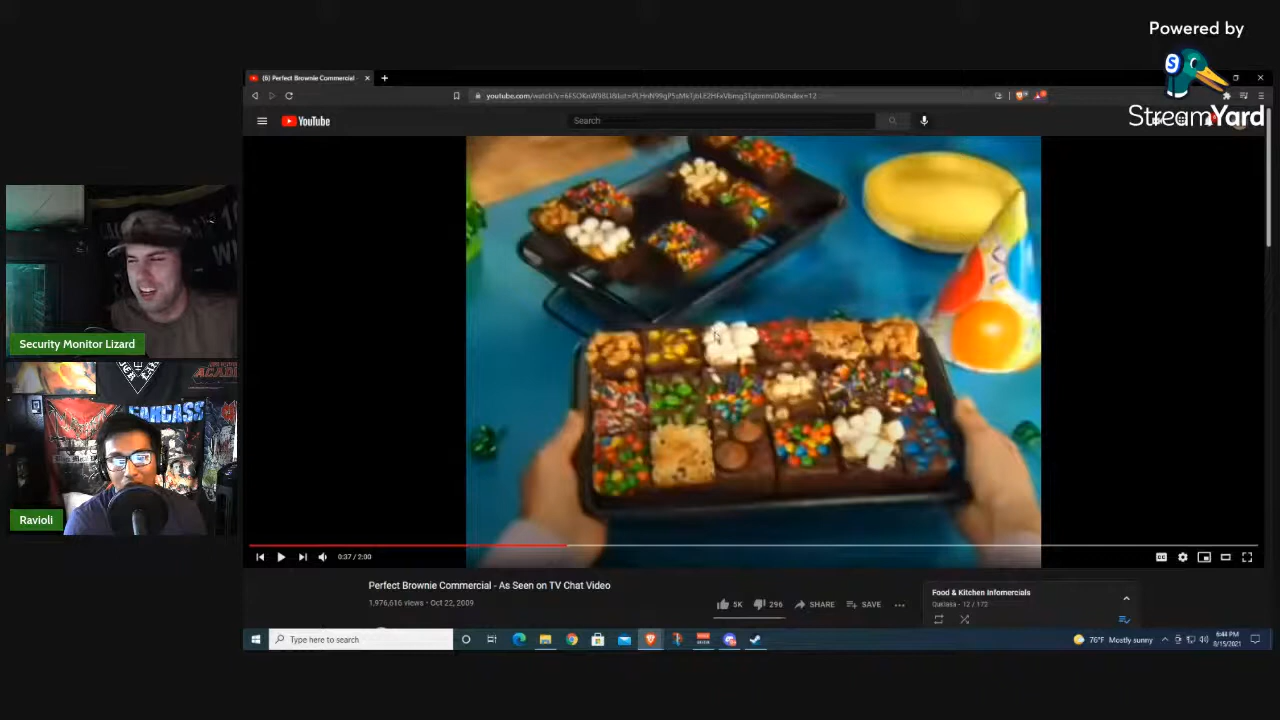 Powered by
StreamYard
(6) Perfect Brownie Commercial -
YouTube
Search
Security Monitor Lizard
Ravioli
0:37 / 2:00
Perfect Brownie Commercial - As Seen on TV Chat Video
1,976,616 views • Oct 22, 2009
5K
296
SHARE
SAVE
Food & Kitchen Infomercials
12 / 172
Type here to search
76°F Mostly sunny
6:44 PM
8/15/2021
CARCASS